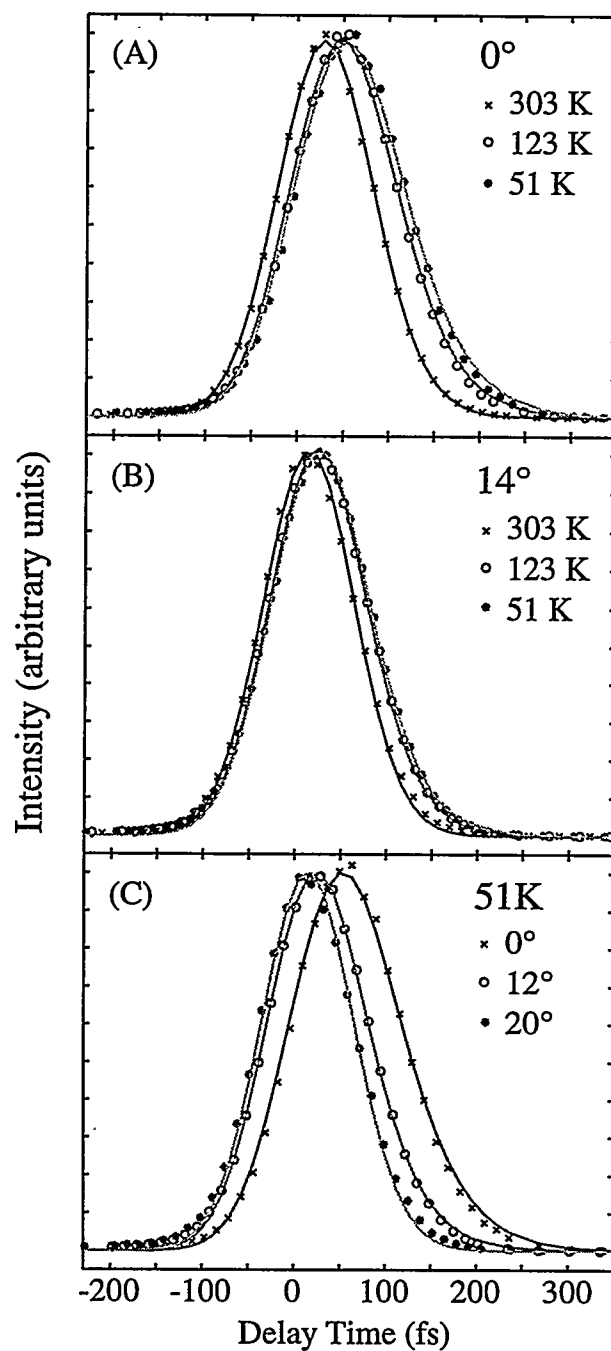 (A)
0°
× 303 K
○ 123 K
● 51 K
(B)
14°
× 303 K
○ 123 K
● 51 K
(C)
51K
× 0°
○ 12°
● 20°
Intensity (arbitrary units)
-200 -100 0 100 200 300
Delay Time (fs)